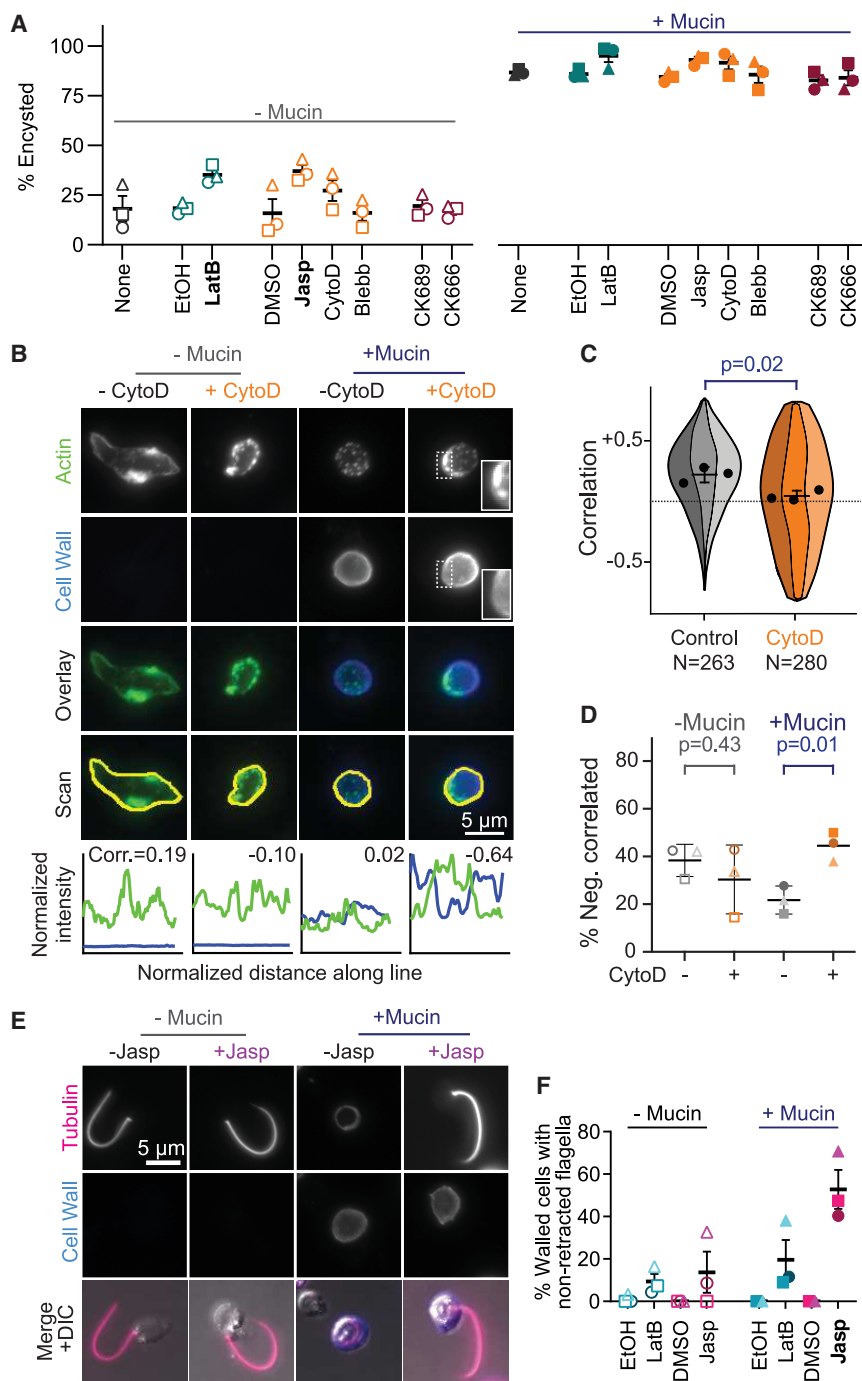 A
+ Mucin
100
75
50
25
0
% Encysted
- Mucin
None
EtOH
LatB
DMSO
Jasp
CytoD
Blebb
CK689
CK666
None
EtOH
LatB
DMSO
Jasp
CytoD
Blebb
CK689
CK666
B
- Mucin
+Mucin
- CytoD
+ CytoD
-CytoD
+CytoD
Actin
Cell Wall
Overlay
Scan
5 µm
Corr.=0.19
-0.10
0.02
-0.64
Normalized
intensity
Normalized distance along line
C
p=0.02
+0.5
-0.5
Correlation
Control
N=263
CytoD
N=280
D
-Mucin
+Mucin
p=0.43
p=0.01
80
60
40
20
0
% Neg. correlated
CytoD
-
+
-
+
E
- Mucin
+Mucin
-Jasp
+Jasp
-Jasp
+Jasp
Tubulin
5 µm
Cell Wall
Merge
+DIC
F
- Mucin
+ Mucin
80
60
40
20
0
% Walled cells with
non-retracted flagella
EtOH
LatB
DMSO
Jasp
EtOH
LatB
DMSO
Jasp